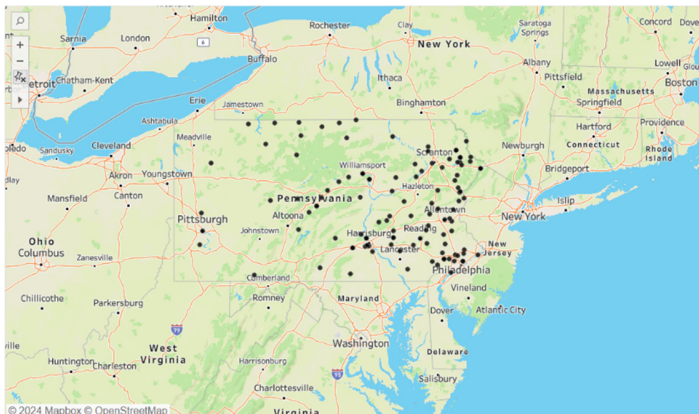 Sarnia
London
Hamilton
Rochester
Clay
Saratoga
Springs
Concord
Dove
6
New York
Detroit
Chatham-Kent
Buffalo
Albany
Pittsfield
Lowell
Boston
Ithaca
Massachusetts
Springfield
Erie
Jamestown
Binghamton
Ashtabula
Hartford
Providence
Sandusky
Cleveland
Meadville
Scranton
Newburgh
Connecticut
Rhode
Island
Akron
Youngstown
Williamsport
Bridgeport
Mansfield
Canton
Hazleton
Pennsylvania
Islip
Pittsburgh
Altoona
Allentown
New York
Ohio
Columbus
Johnstown
Harrisburg
Reading
New
Jersey
Zanesville
Lancaster
Philadelphia
Cumberland
Chillicothe
Parkersburg
Romney
Maryland
Vineland
Atlantic City
Dover
West
Virginia
79
Washington
Delaware
Huntington
Charleston
Harrisonburg
95
Salisbury
Charlottesville
Virginia
© 2024 Mapbox © OpenStreetMap